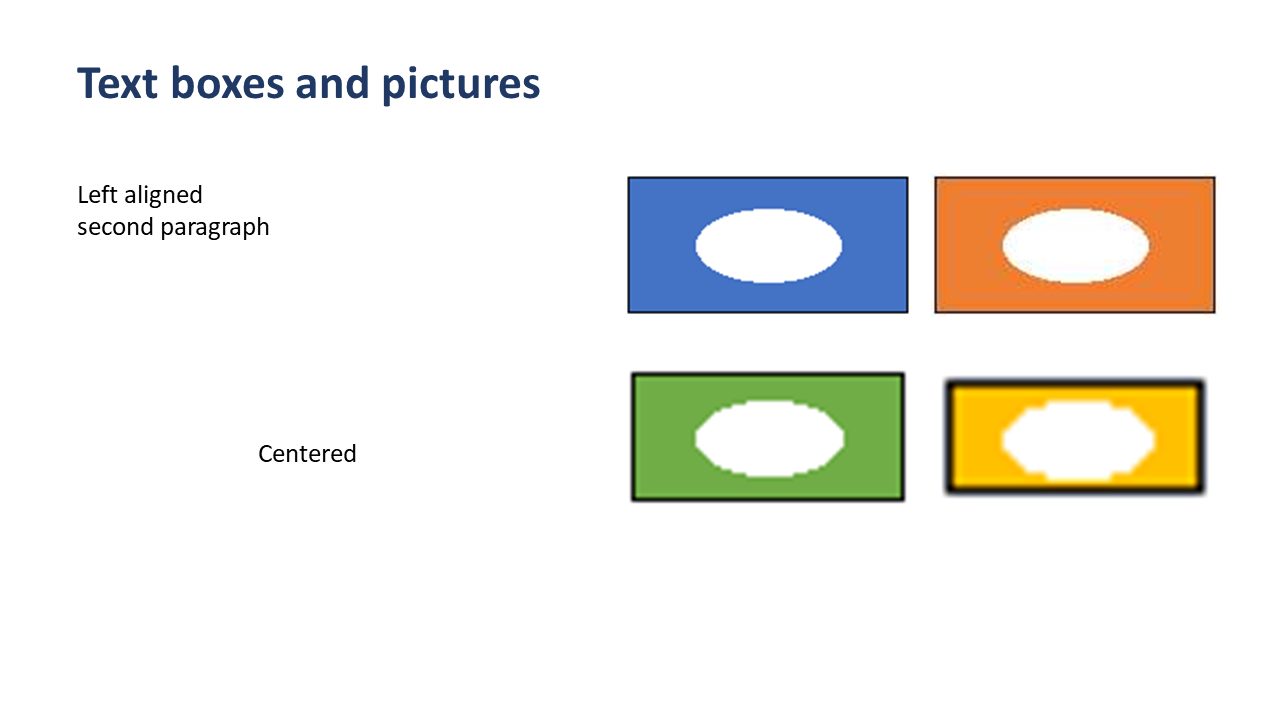 Text boxes and pictures
Left aligned
second paragraph
Centered